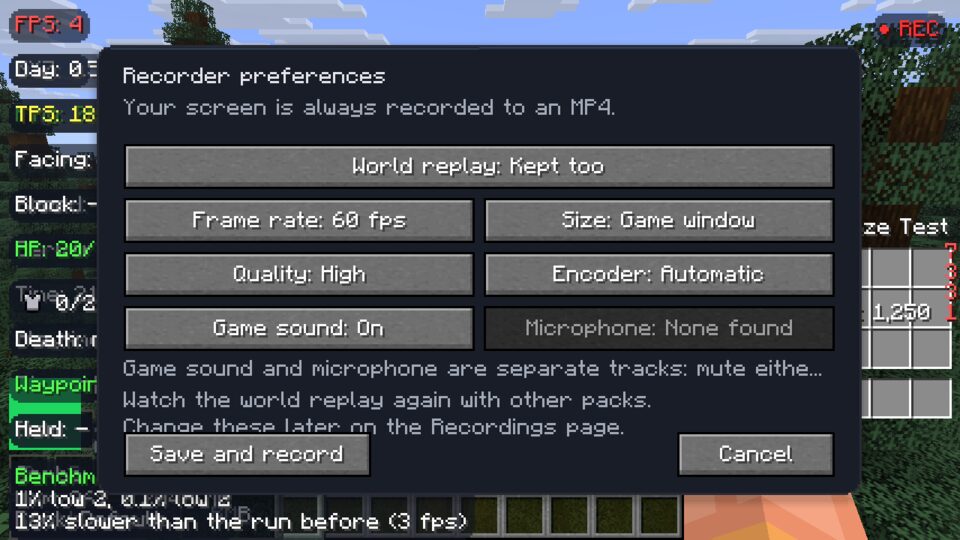 FPS: 4
REC
Day: 0.5
Recorder preferences
Your screen is always recorded to an MP4.
TPS: 18
Facing:
World replay: Kept too
Block: -
Frame rate: 60 fps
Size: Game window
ze Test
HP: 20/
Quality: High
Encoder: Automatic
0/2
1,250
Game sound: On
Microphone: None found
Death:
Game sound and microphone are separate tracks: mute eithe...
Waypoin
Watch the world replay again with other packs.
Held: -
Change these later on the Recordings page.
Save and record
Cancel
Benchm
1% low 2, 0.1% low 2
13% slower than the run before (3 fps)